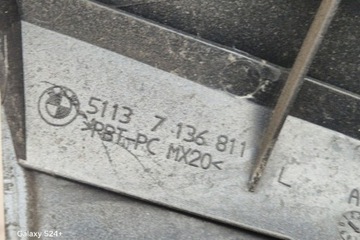 5113 7 136 811
>PBT+PC MX20<
L
A
Galaxy S24+